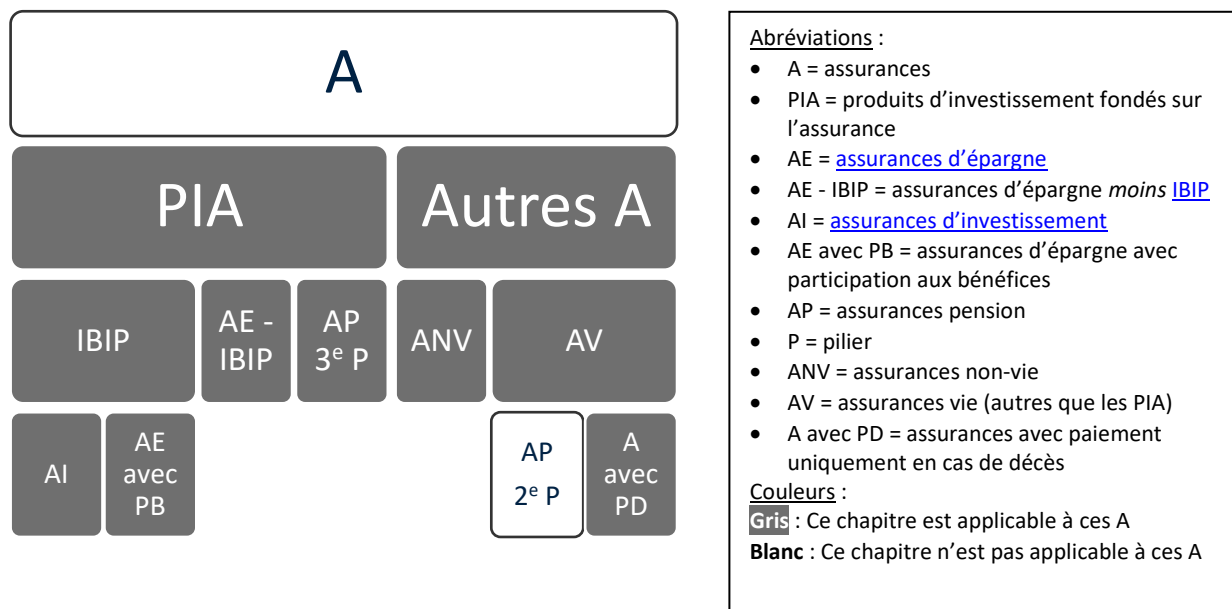 A
PIA
Autres A
IBIP
AE -
IBIP
AP
3e P
ANV
AV
AI
AE
avec
PB
AP
2e P
A
avec
PD
Abréviations :
• A = assurances
• PIA = produits d’investissement fondés sur
l’assurance
• AE = assurances d’épargne
• AE - IBIP = assurances d’épargne moins IBIP
• AI = assurances d’investissement
• AE avec PB = assurances d’épargne avec
participation aux bénéfices
• AP = assurances pension
• P = pilier
• ANV = assurances non-vie
• AV = assurances vie (autres que les PIA)
• A avec PD = assurances avec paiement
uniquement en cas de décès
Couleurs :
Gris : Ce chapitre est applicable à ces A
Blanc : Ce chapitre n’est pas applicable à ces A